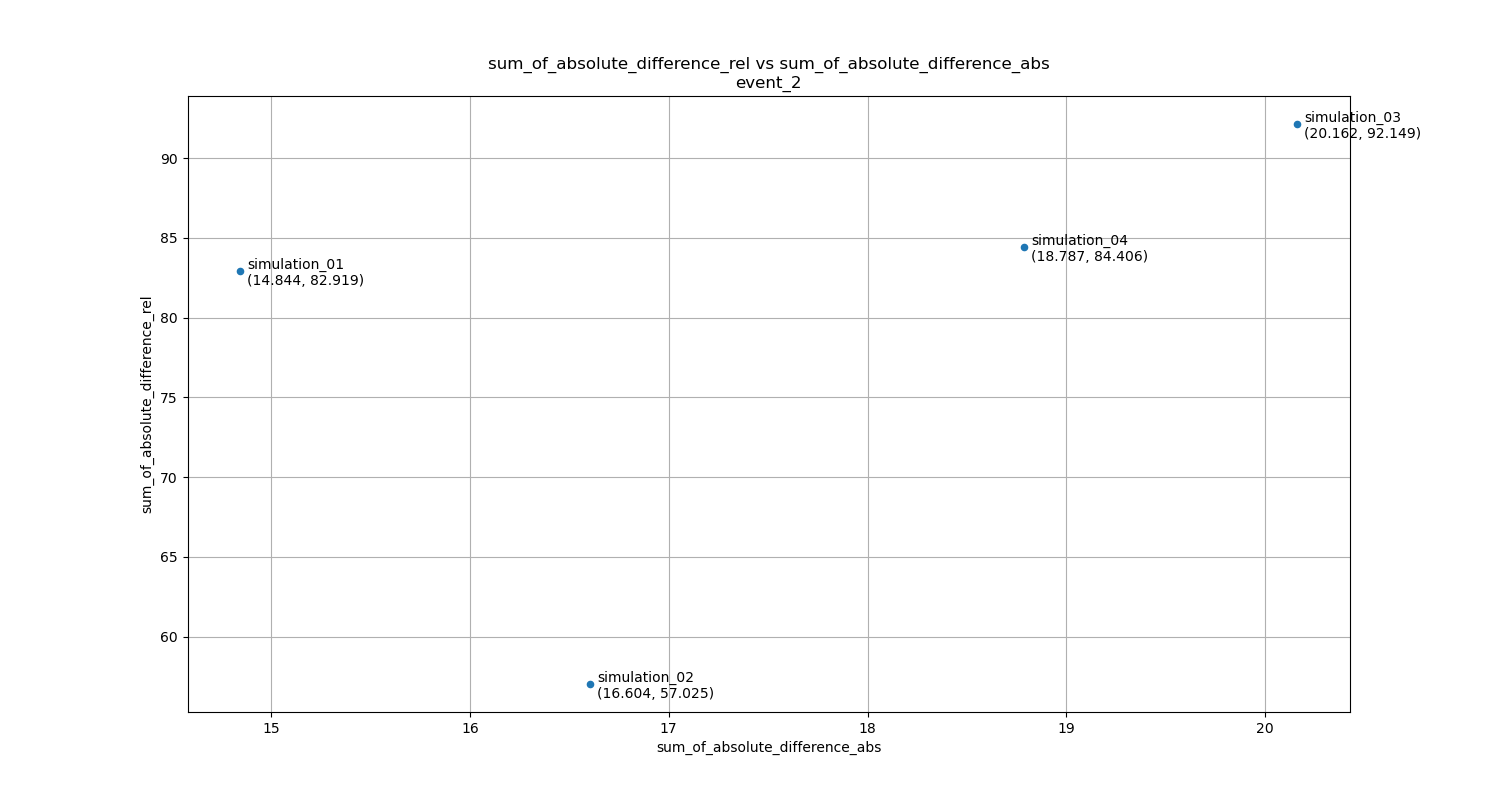 sum_of_absolute_difference_rel vs sum_of_absolute_difference_abs
event_2
sum_of_absolute_difference_rel
90
85
80
75
70
65
60
simulation_03
(20.162, 92.149)
simulation_04
(18.787, 84.406)
simulation_01
(14.844, 82.919)
simulation_02
(16.604, 57.025)
15
16
17
18
19
20
sum_of_absolute_difference_abs